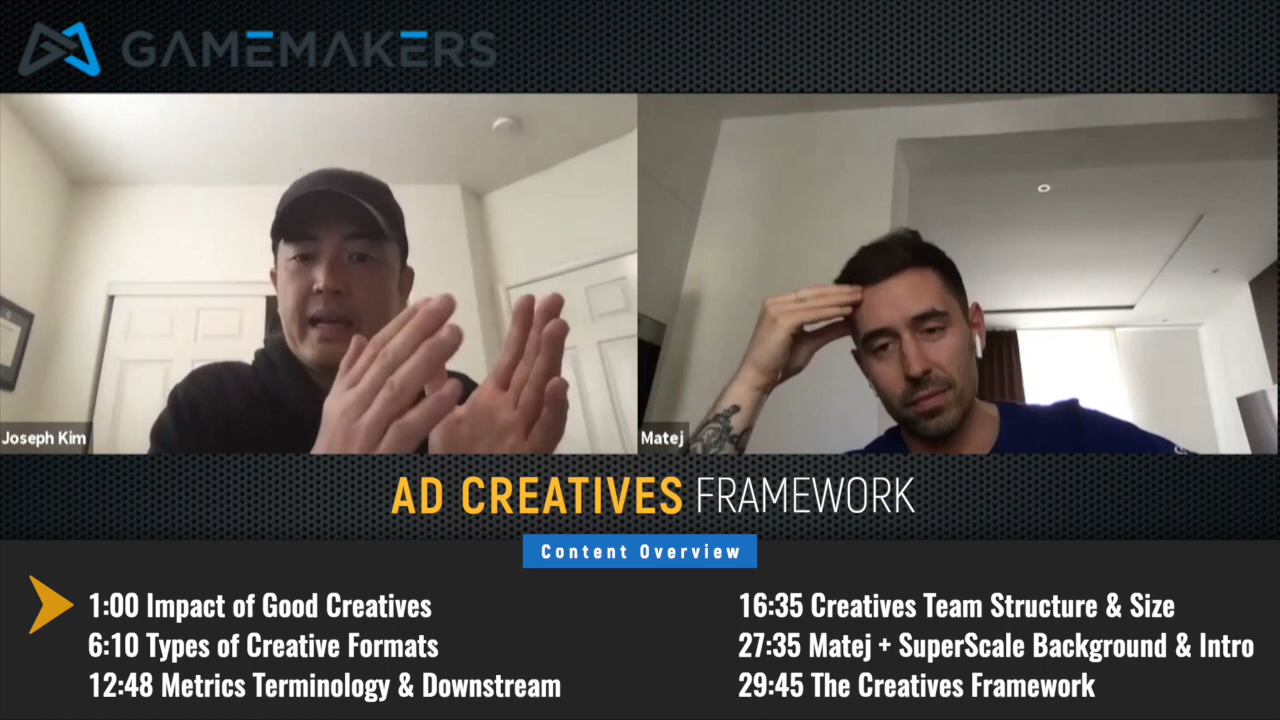 GAMEMAKERS
Joseph Kim
Matej
AD CREATIVES FRAMEWORK
Content Overview
1:00 Impact of Good Creatives
6:10 Types of Creative Formats
12:48 Metrics Terminology & Downstream
16:35 Creatives Team Structure & Size
27:35 Matej + SuperScale Background & Intro
29:45 The Creatives Framework